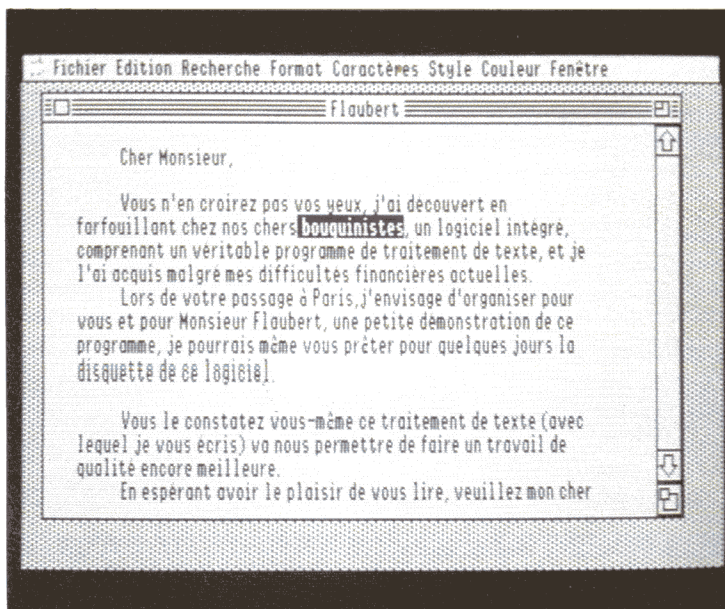 Fichier Edition Recherche Format Caractères Style Couleur Fenêtre
Flaubert
Cher Monsieur,
Vous n'en croirez pas vos yeux, j'ai découvert en
farfouillant chez nos chers bouquinistes, un logiciel intégré,
comprenant un véritable programme de traitement de texte, et je
l'ai acquis malgré mes difficultés financières actuelles.
Lors de votre passage à Paris,j'envisage d'organiser pour
vous et pour Monsieur Flaubert, une petite démonstration de ce
programme, je pourrais même vous prêter pour quelques jours la
disquette de ce logiciel.
Vous le constatez vous-même ce traitement de texte (avec
lequel je vous écris) va nous permettre de faire un travail de
qualité encore meilleure.
En espérant avoir le plaisir de vous lire, veuillez mon cher